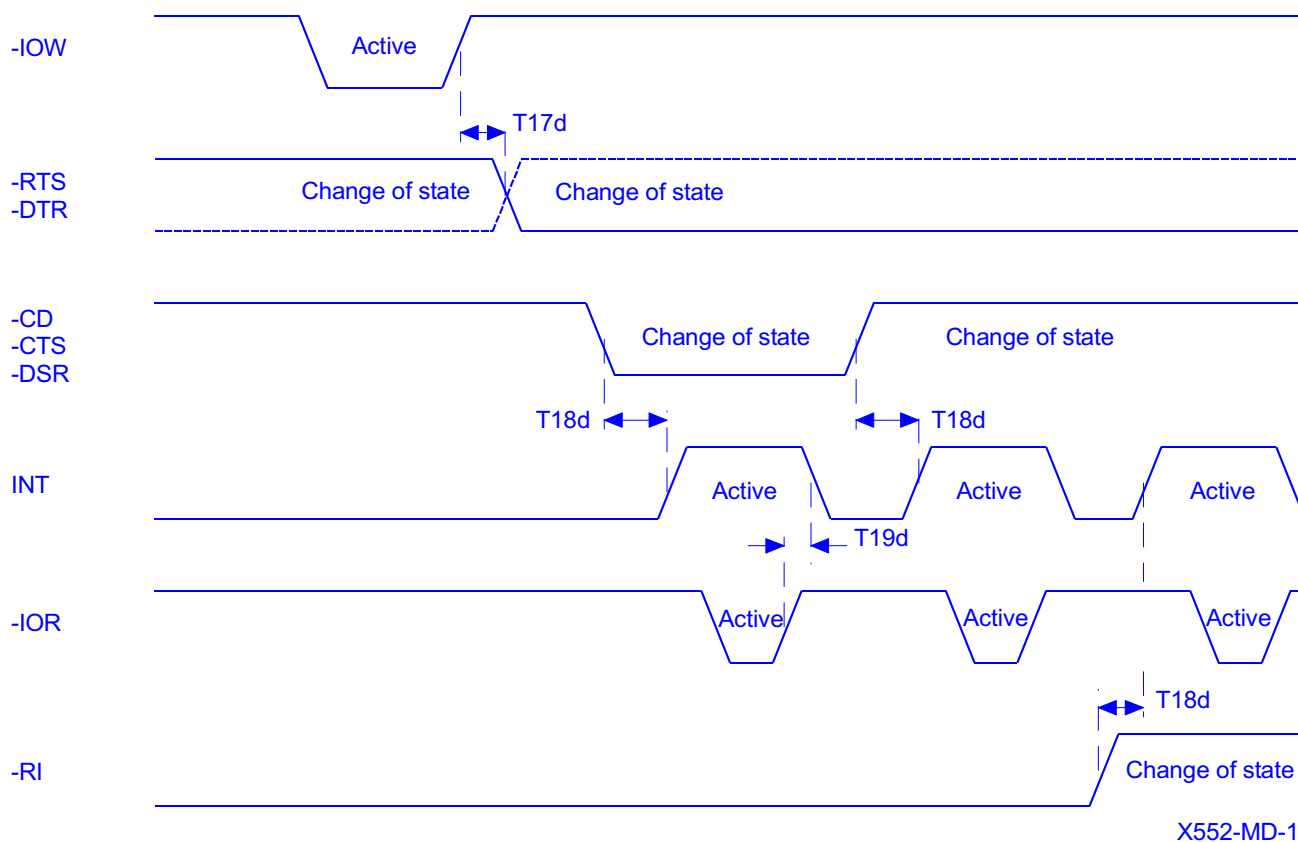 -IOW
Active
T17d
-RTS
-DTR
Change of state
Change of state
-CD
-CTS
-DSR
Change of state
Change of state
T18d
T18d
INT
Active
Active
Active
T19d
-IOR
Active
Active
Active
T18d
-RI
Change of state
X552-MD-1